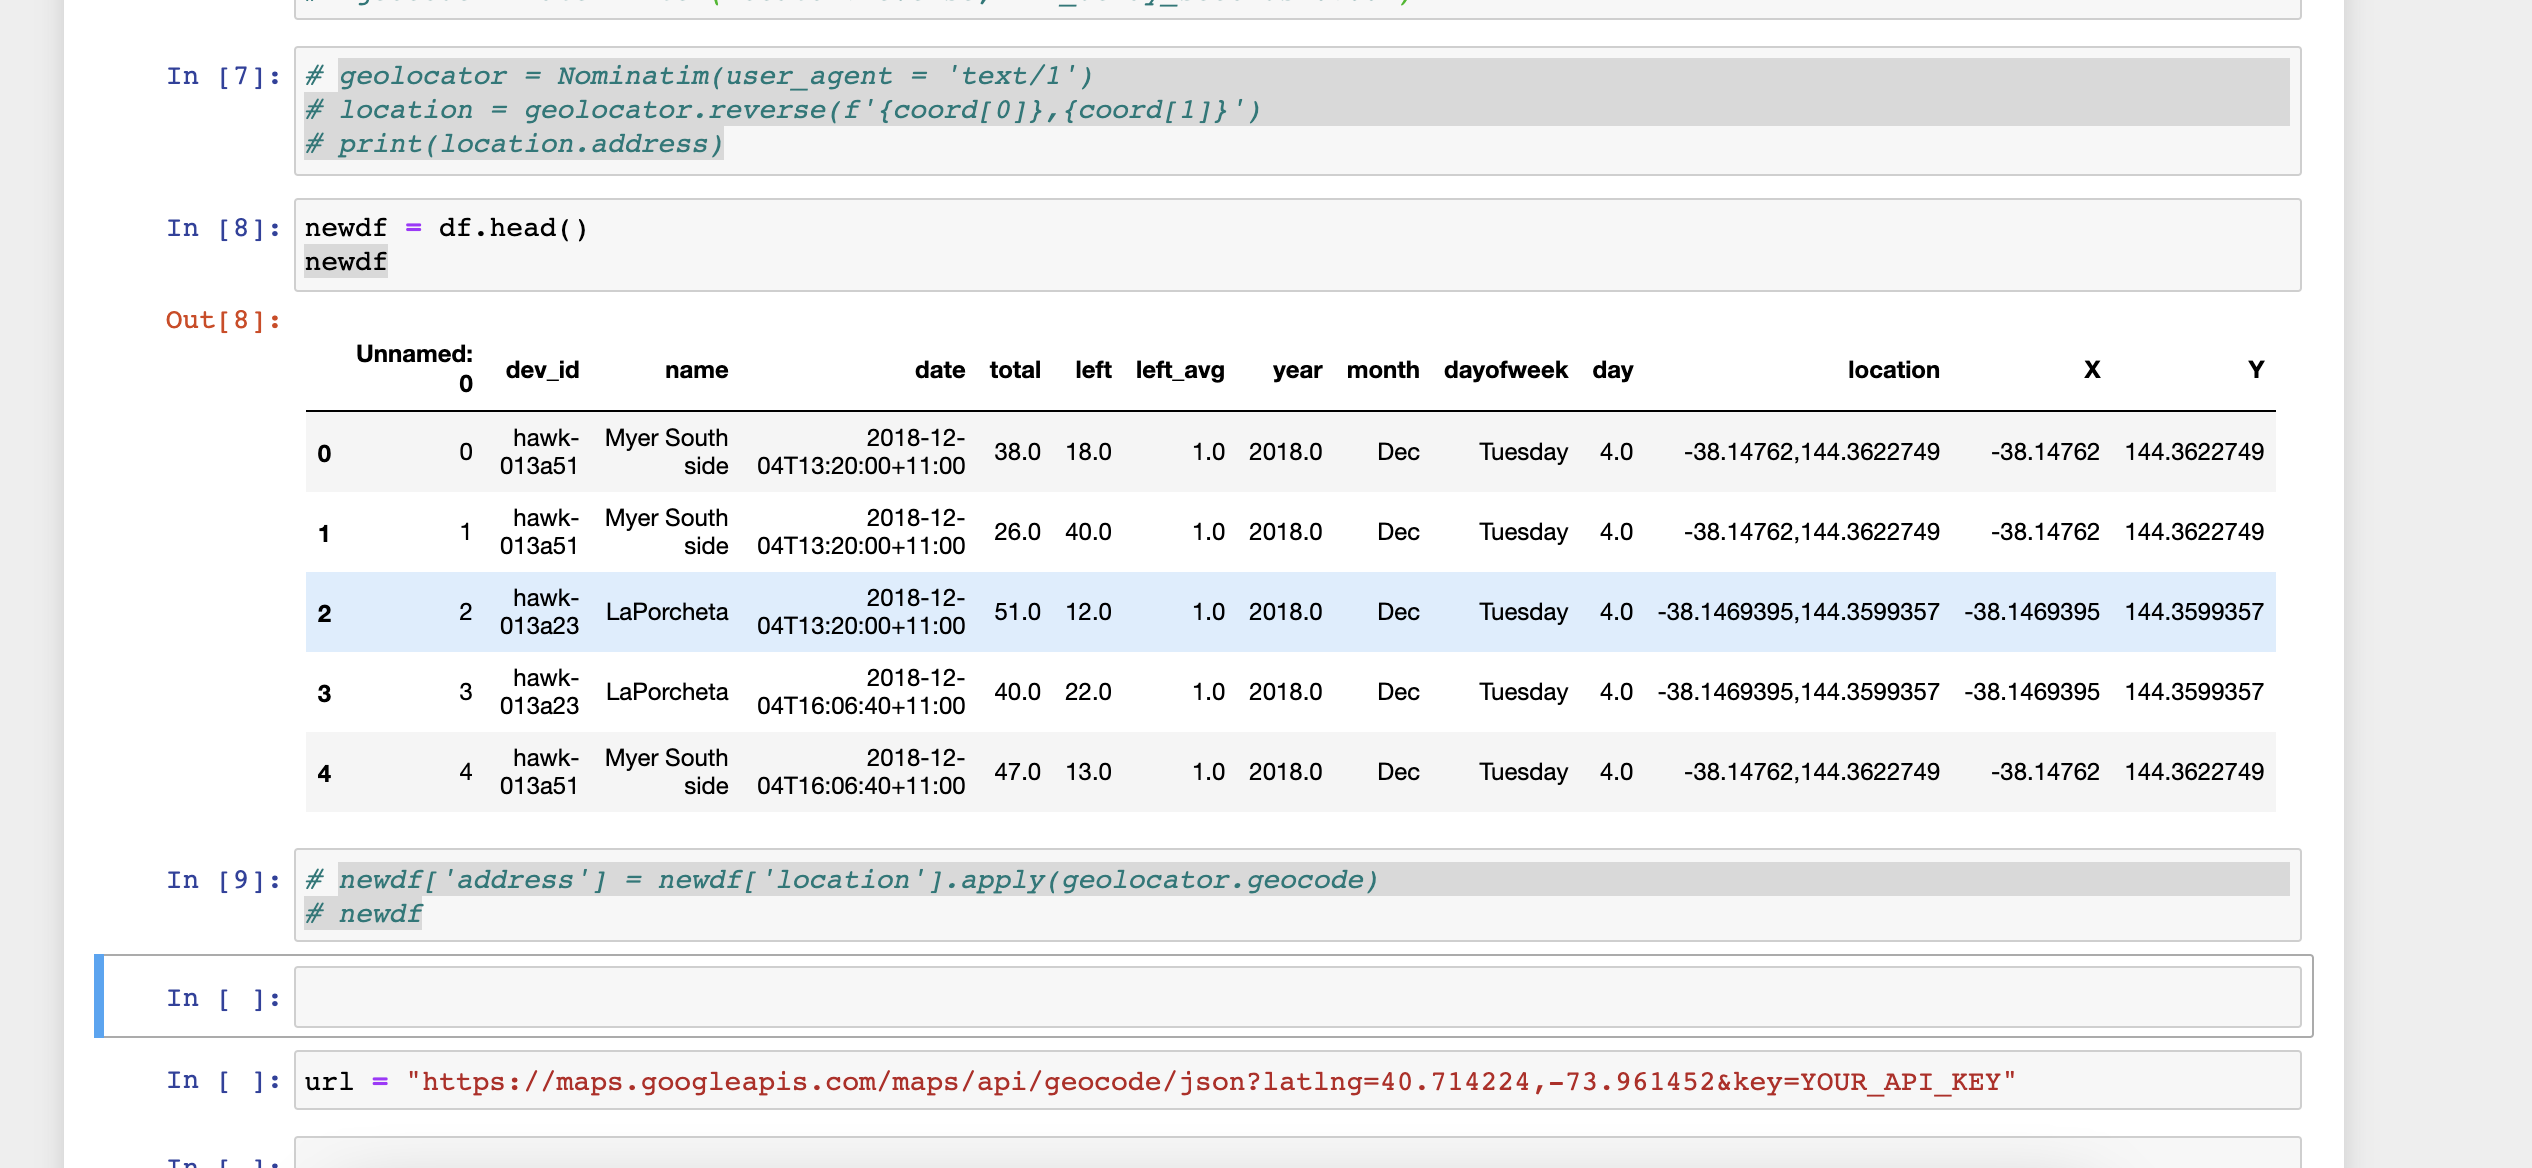 In [7]:
# geolocator = Nominatim(user_agent = 'text/1')
# location = geolocator.reverse(f'{coord[0]},{coord[1]}')
# print(location.address)
In [8]:
newdf = df.head()
newdf
Out[8]:
Unnamed: 0 dev_id name date total left left_avg year month dayofweek day location X Y
0 0 hawk-013a51 Myer South side 2018-12-04T13:20:00+11:00 38.0 18.0 1.0 2018.0 Dec Tuesday 4.0 -38.14762,144.3622749 -38.14762 144.3622749
1 1 hawk-013a51 Myer South side 2018-12-04T13:20:00+11:00 26.0 40.0 1.0 2018.0 Dec Tuesday 4.0 -38.14762,144.3622749 -38.14762 144.3622749
2 2 hawk-013a23 LaPorcheta 2018-12-04T13:20:00+11:00 51.0 12.0 1.0 2018.0 Dec Tuesday 4.0 -38.1469395,144.3599357 -38.1469395 144.3599357
3 3 hawk-013a23 LaPorcheta 2018-12-04T16:06:40+11:00 40.0 22.0 1.0 2018.0 Dec Tuesday 4.0 -38.1469395,144.3599357 -38.1469395 144.3599357
4 4 hawk-013a51 Myer South side 2018-12-04T16:06:40+11:00 47.0 13.0 1.0 2018.0 Dec Tuesday 4.0 -38.14762,144.3622749 -38.14762 144.3622749
In [9]:
# newdf['address'] = newdf['location'].apply(geolocator.geocode)
# newdf
In [ ]:
In [ ]:
url = "https://maps.googleapis.com/maps/api/geocode/json?latlng=40.714224,-73.961452&key=YOUR_API_KEY"
In [ ]: